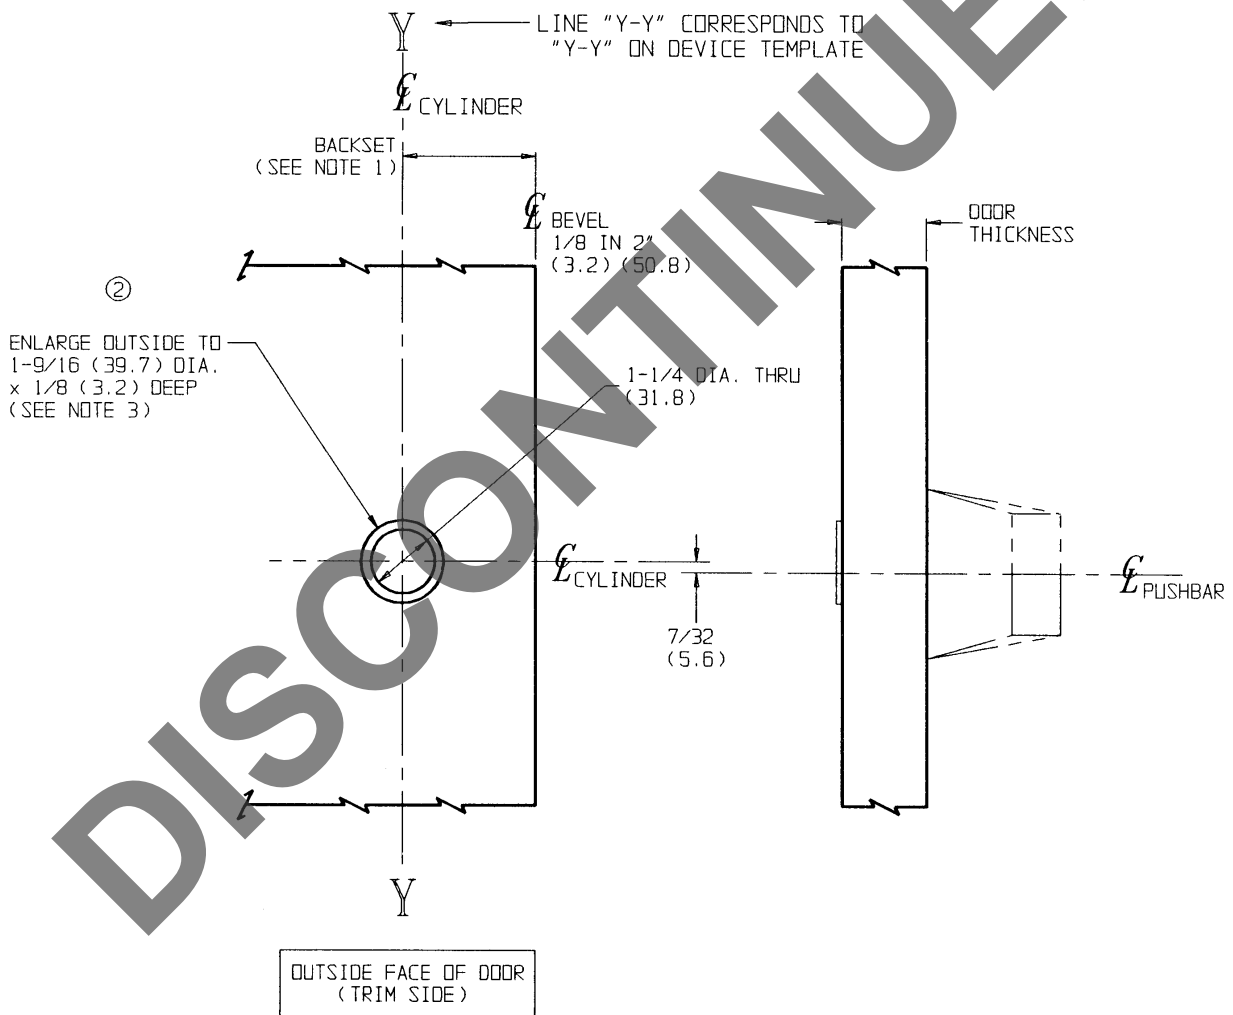 Y
LINE "Y-Y" CORRESPONDS TO
"Y-Y" ON DEVICE TEMPLATE
℄ CYLINDER
BACKSET
(SEE NOTE 1)
℄ BEVEL
1/8 IN 2"
(3.2) (50.8)
DOOR
THICKNESS
2
ENLARGE OUTSIDE TO
1-9/16 (39.7) DIA.
x 1/8 (3.2) DEEP
(SEE NOTE 3)
1-1/4 DIA. THRU
(31.8)
℄ CYLINDER
℄ PUSHBAR
7/32
(5.6)
Y
OUTSIDE FACE OF DOOR
(TRIM SIDE)
DISCONTINUE